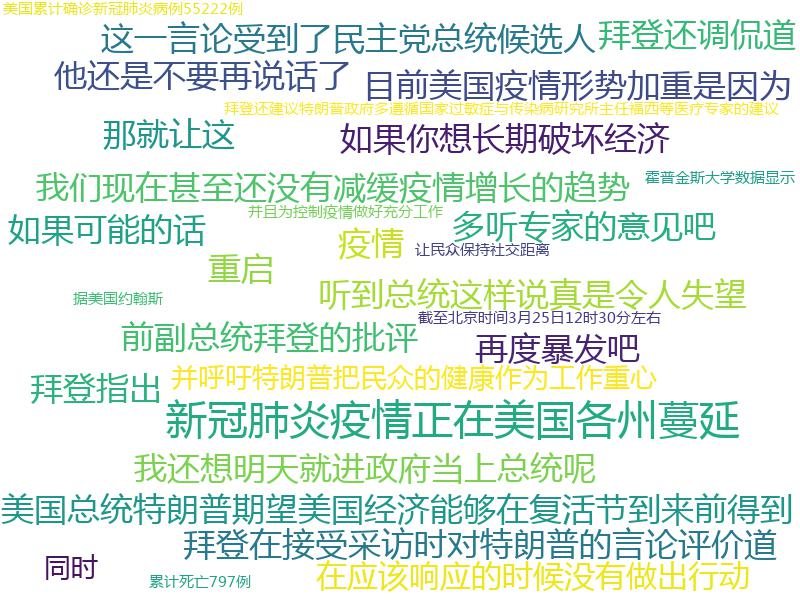 美国累计确诊新冠肺炎病例55222例
这一言论受到了民主党总统候选人
拜登还调侃道
他还是不要再说话了
目前美国疫情形势加重是因为
拜登还建议特朗普政府多遵循国家过敏症与传染病研究所主任福西等医疗专家的建议
那就让这
如果你想长期破坏经济
霍普金斯大学数据显示
我们现在甚至还没有减缓疫情增长的趋势
并且为控制疫情做好充分工作
如果可能的话
多听专家的意见吧
疫情
让民众保持社交距离
重启
据美国约翰斯
听到总统这样说真是令人失望
截至北京时间3月25日12时30分左右
前副总统拜登的批评
再度暴发吧
拜登指出
并呼吁特朗普把民众的健康作为工作重心
新冠肺炎疫情正在美国各州蔓延
我还想明天就进政府当上总统呢
美国总统特朗普期望美国经济能够在复活节到来前得到
拜登在接受采访时对特朗普的言论评价道
同时
累计死亡797例
在应该响应的时候没有做出行动